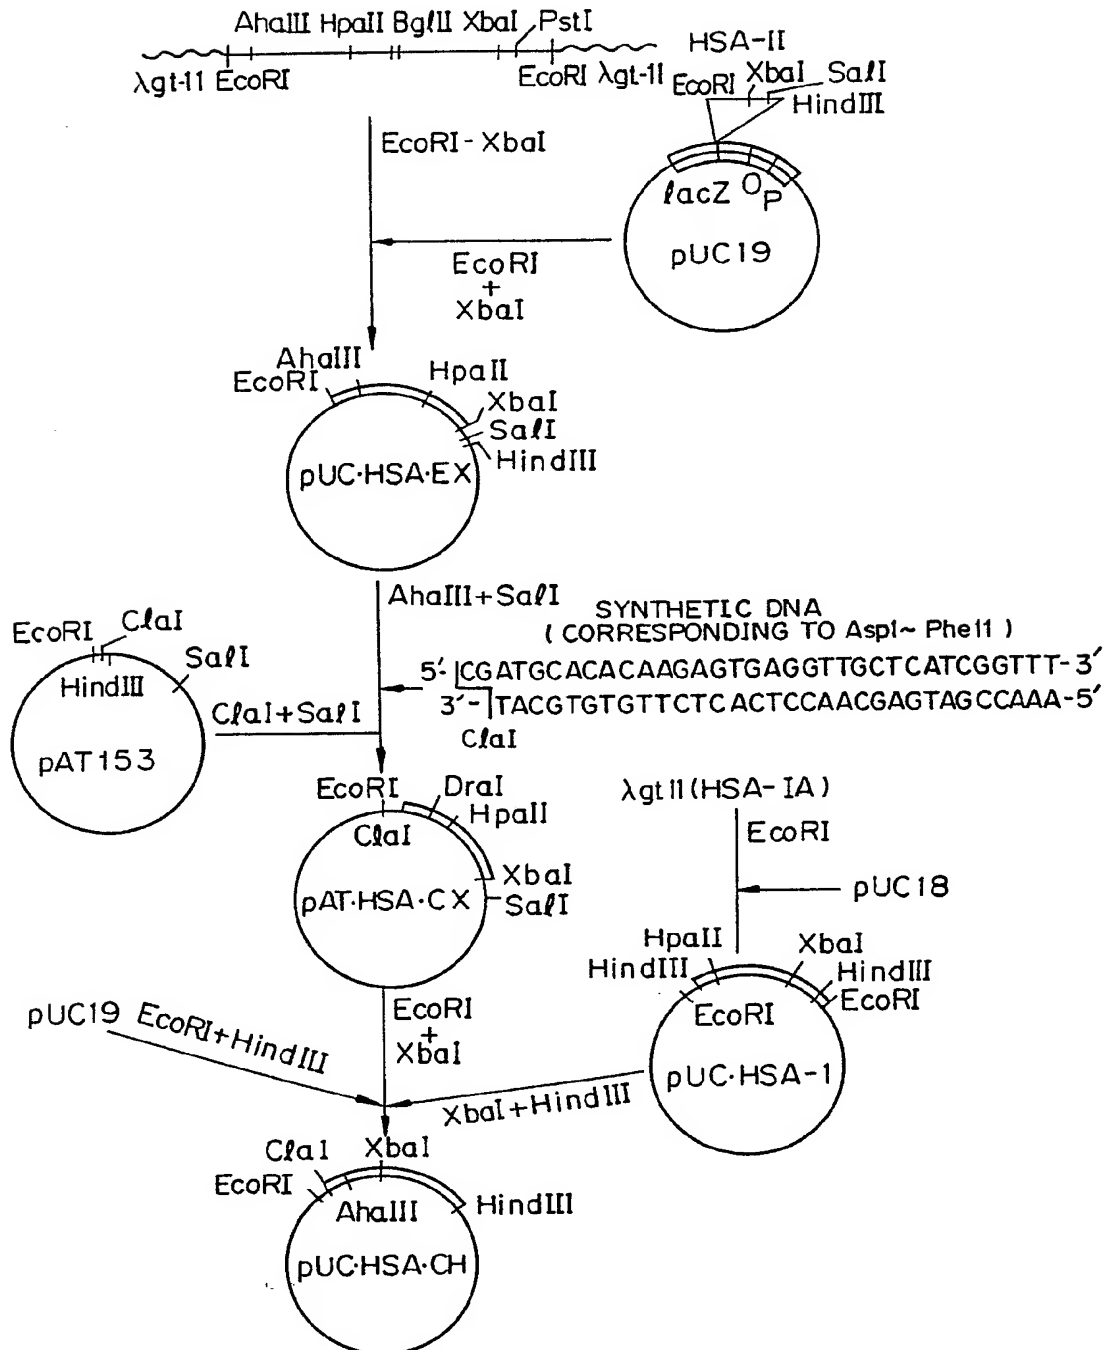 AhaIII HpaII BglII XbaI PstI
λgt-11 EcoRI EcoRI λgt-11
HSA-II
EcoRI XbaI SalI
HindIII
EcoRI-XbaI
lacZ O P
pUC19
EcoRI
+
XbaI
AhaIII
EcoRI
HpaII
XbaI
SalI
HindIII
pUC·HSA·EX
AhaIII+SalI
SYNTHETIC DNA
(CORRESPONDING TO Asp1~Phe11)
5'-CGATGCACACAAGAGTGAGGTTGCTCATCGGTTT-3'
3'-TACGTGTGTTCTCACTCCAACGAGTAGCCAAA-5'
ClaI
EcoRI ClaI
SalI
HindIII
pAT153
ClaI+SalI
EcoRI DraI
HpaII
ClaI
XbaI
SalI
pAT·HSA·CX
λgt11(HSA-IA)
EcoRI
pUC18
HpaII XbaI
HindIII HindIII
EcoRI EcoRI
pUC·HSA-1
EcoRI
+
XbaI
pUC19 EcoRI+HindIII
XbaI+HindIII
ClaI XbaI
EcoRI
AhaIII HindIII
pUC·HSA·CH